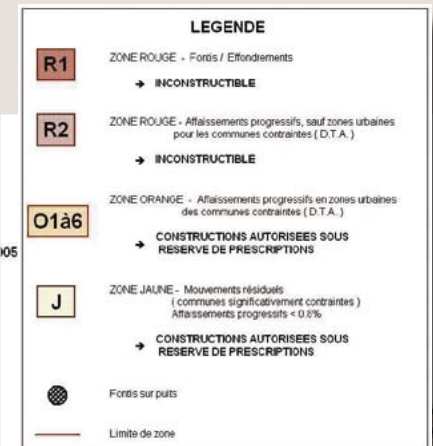 LEGENDE
R1
ZONE ROUGE - Fontis / Effondrements
→ INCONSTRUCTIBLE
R2
ZONE ROUGE - Affaissements progressifs, sauf zones urbaines
pour les communes contraintes ( D.T.A. )
→ INCONSTRUCTIBLE
O1à6
ZONE ORANGE - Affaissements progressifs en zones urbaines
des communes contraintes ( D.T.A. )
→ CONSTRUCTIONS AUTORISEES SOUS
RESERVE DE PRESCRIPTIONS
005
J
ZONE JAUNE - Mouvements résiduels
( communes significativement contraintes )
Affaissements progressifs < 0.8%
→ CONSTRUCTIONS AUTORISEES SOUS
RESERVE DE PRESCRIPTIONS
Fontis sur puits
Limite de zone